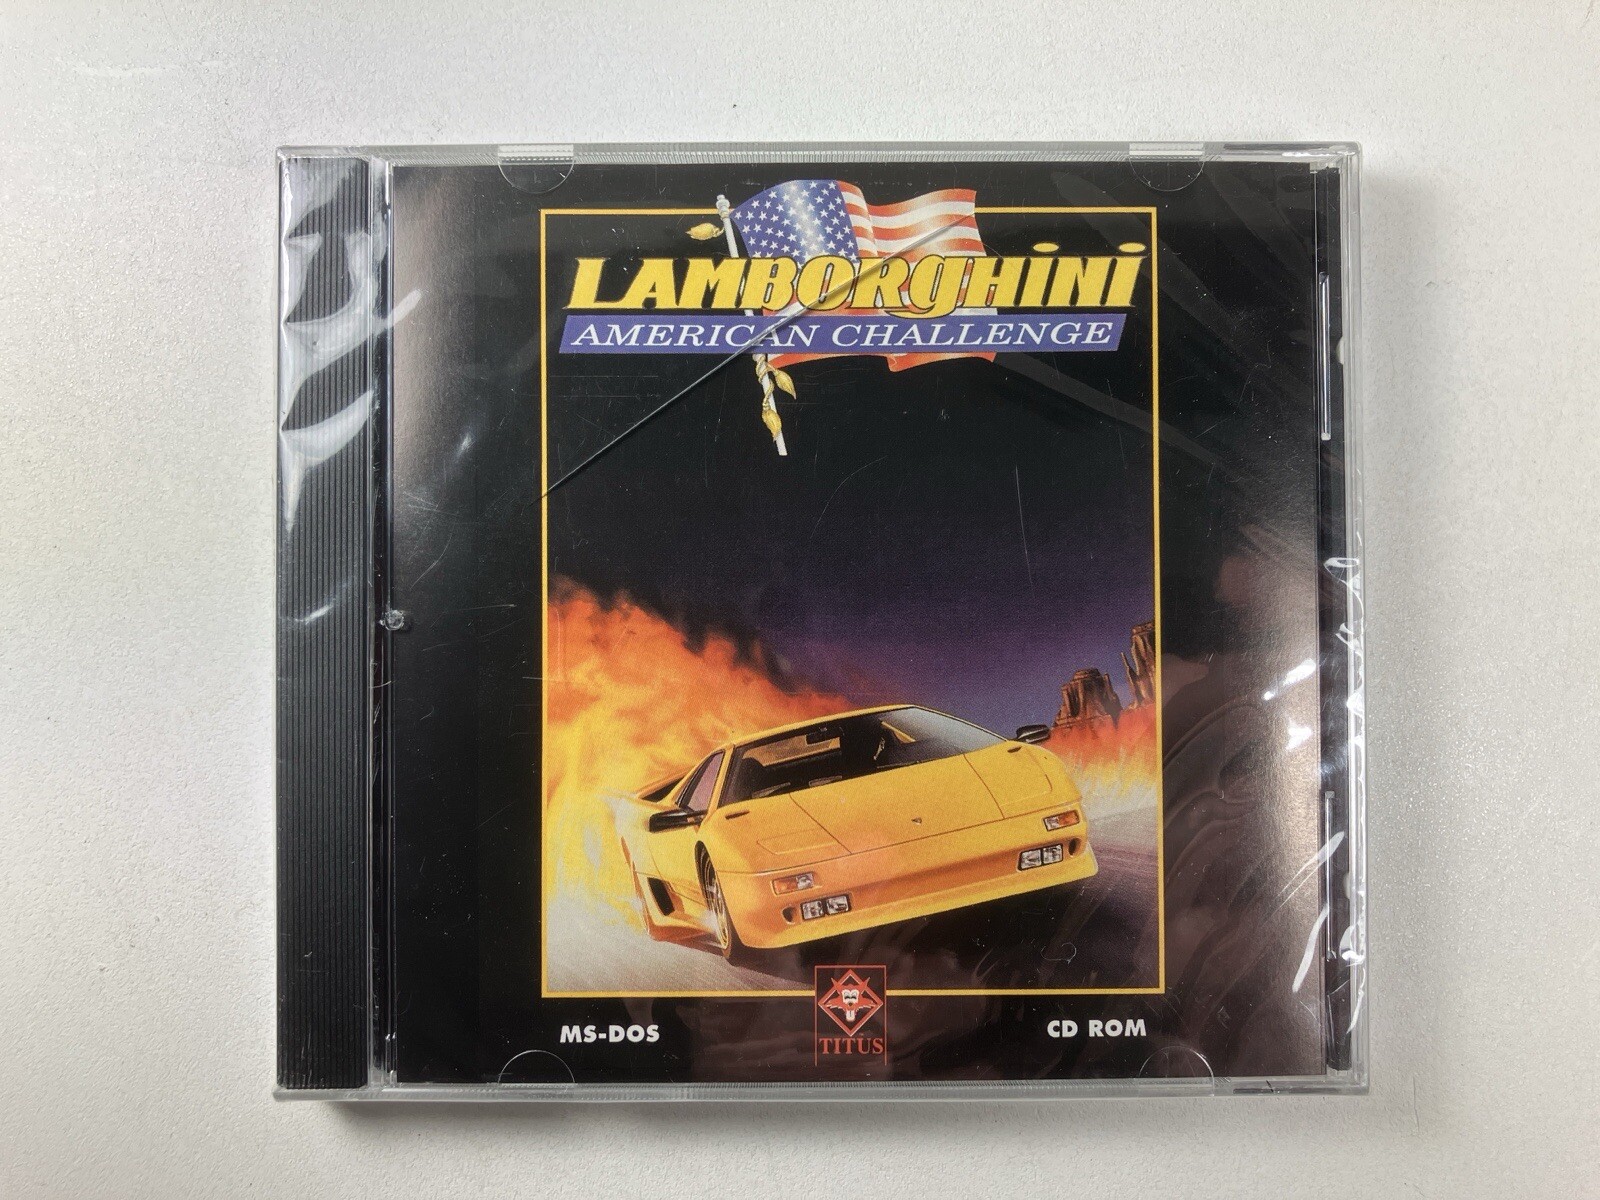 LAMBORGHINI
AMERICAN CHALLENGE
MS-DOS
TITUS
CD ROM